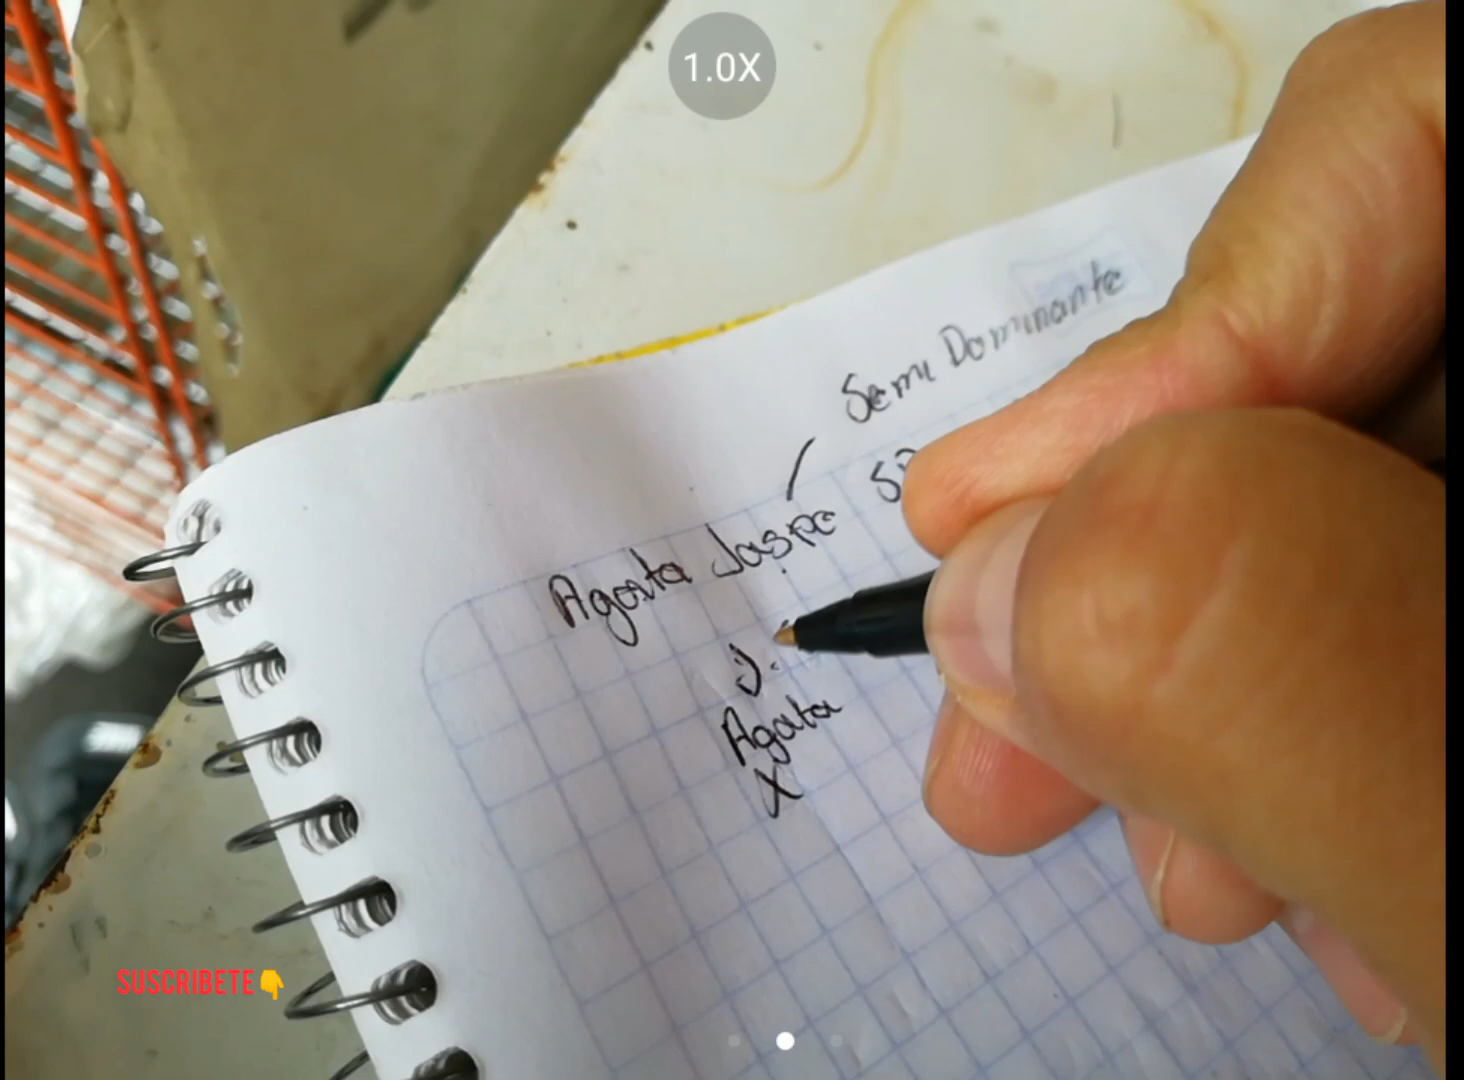 1.0X
Semi Dominante
Agata Jaspe
Agata
X
SUSCRIBETE👇